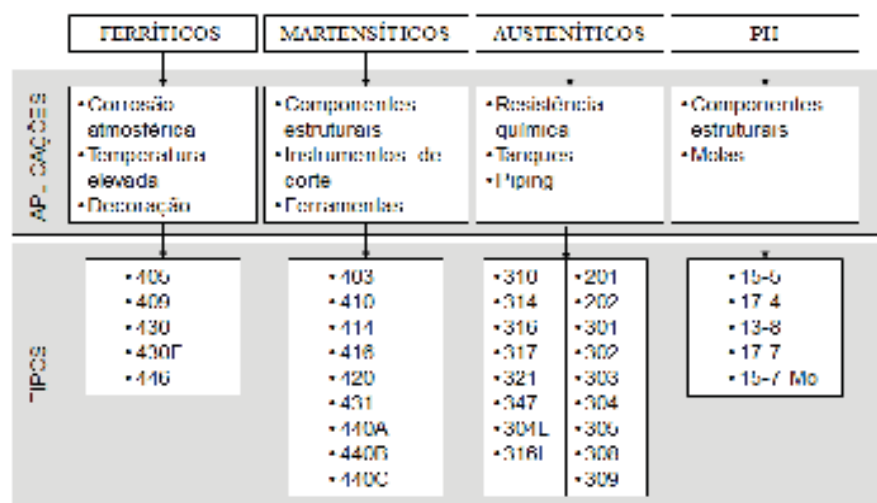 FERRÍTICOS
MARTENSÍTICOS
AUSTENÍTICOS
PH
APLICAÇÕES
•Corrosão
atmosférica
•Temperatura
elevada
•Decoração
•Componentes
estruturais
•Instrumentos de
corte
•Ferramentas
•Resistência
química
•Tanques
•Piping
•Componentes
estruturais
•Molas
TIPOS
•405
•409
•430
•430F
•446
•403
•410
•414
•416
•420
•431
•440A
•440B
•440C
•310
•314
•316
•317
•321
•347
•304L
•316L
•201
•202
•301
•302
•303
•304
•305
•308
•309
•15-5
•17-4
•13-8
•17-7
•15-7 Mo